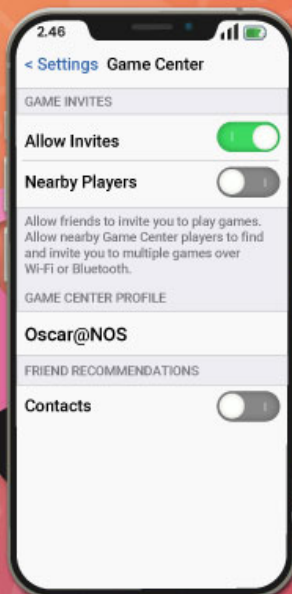 2.46
< Settings Game Center
GAME INVITES
Allow Invites
Nearby Players
Allow friends to invite you to play games.
Allow nearby Game Center players to find
and invite you to multiple games over
Wi-Fi or Bluetooth.
GAME CENTER PROFILE
Oscar@NOS
FRIEND RECOMMENDATIONS
Contacts